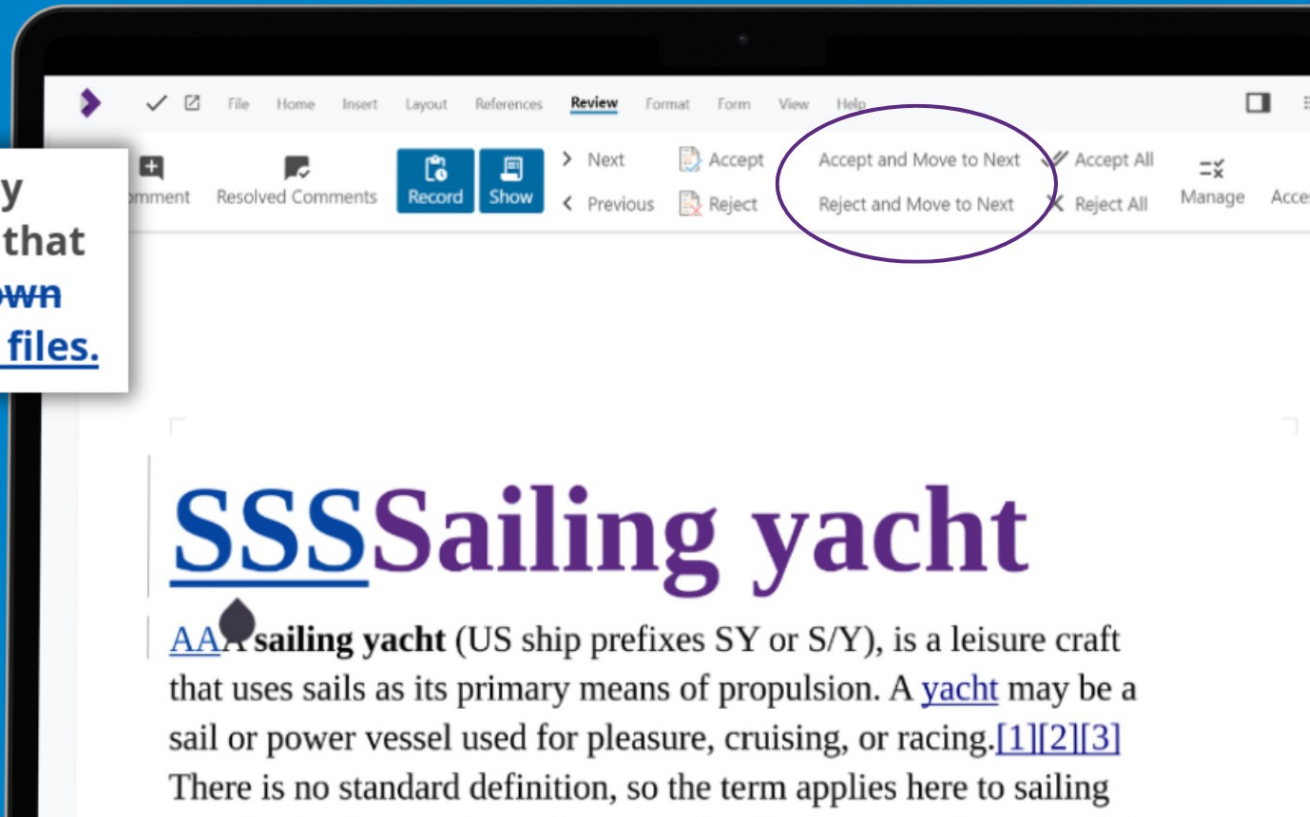 File Home Insert Layout References Review Format Form View Help
Next Accept Accept and Move to Next Accept All
Resolved Comments Record Show Manage
Previous Reject Reject and Move to Next Reject All
y
that
own
files.
SSSSailing yacht
AAA sailing yacht (US ship prefixes SY or S/Y), is a leisure craft
that uses sails as its primary means of propulsion. A yacht may be a
sail or power vessel used for pleasure, cruising, or racing.[1][2][3]
There is no standard definition, so the term applies here to sailing